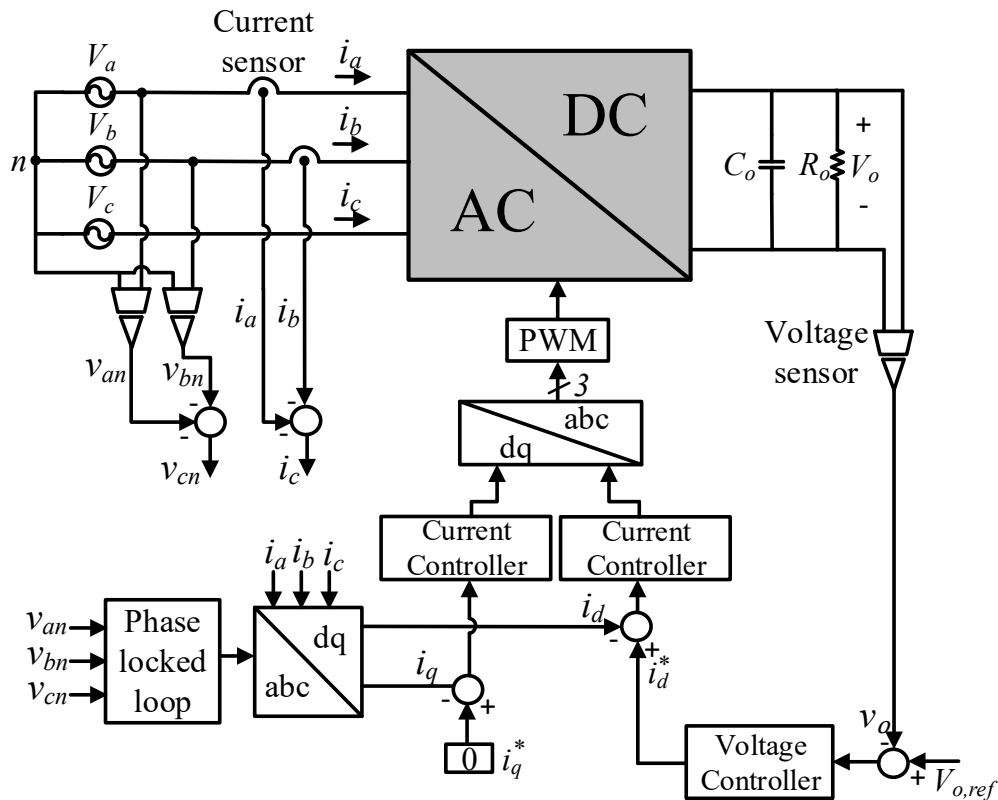 Current
sensor
V_a
i_a
V_b
i_b
n
V_c
i_c
DC
AC
C_o
R_o
+
V_o
-
i_a
i_b
PWM
Voltage
sensor
v_an
v_bn
-
-
-
-
3
abc
dq
v_cn
i_c
Current
Controller
Current
Controller
i_a i_b i_c
v_an
v_bn
v_cn
Phase
locked
loop
dq
abc
i_d
-
+
i_d^*
i_q
-
+
0
i_q^*
v_o
-
+
V_o,ref
Voltage
Controller